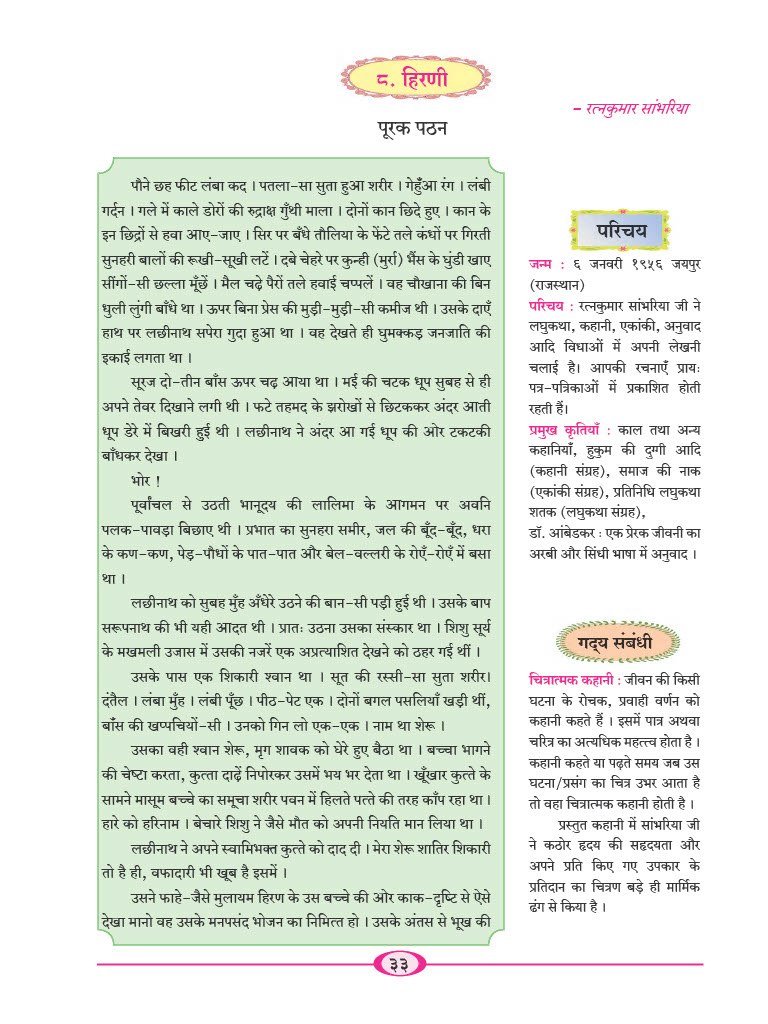 ८. हिरणी
– रत्नकुमार सांभरिया
पूरक पठन
पौने छह फीट लंबा कद । पतला-सा सुता हुआ शरीर । गेहुँआ रंग । लंबी
गर्दन । गले में काले डोरों की रुद्राक्ष गुँथी माला । दोनों कान छिदे हुए । कान के
इन छिद्रों से हवा आए-जाए । सिर पर बँधे तौलिया के फेंटे तले कंधों पर गिरती
सुनहरी बालों की रूखी-सूखी लटें । दबे चेहरे पर कुन्ही (मुर्रा) भैंस के घुंडी खाए
सींगों-सी छल्ला मूँछें । मैल चढ़े पैरों तले हवाई चप्पलें । वह चौखाना की बिन
धुली लुंगी बाँधे था । ऊपर बिना प्रेस की मुड़ी-मुड़ी-सी कमीज थी । उसके दाएँ
हाथ पर लछीनाथ सपेरा गुदा हुआ था । वह देखते ही घुमक्कड़ जनजाति की
इकाई लगता था ।
सूरज दो-तीन बाँस ऊपर चढ़ आया था । मई की चटक धूप सुबह से ही
अपने तेवर दिखाने लगी थी । फटे तहमद के झरोखों से छिटककर अंदर आती
धूप डेरे में बिखरी हुई थी । लछीनाथ ने अंदर आ गई धूप की ओर टकटकी
बाँधकर देखा ।
भोर !
पूर्वांचल से उठती भानूद्य की लालिमा के आगमन पर अवनि
पलक-पावड़ा बिछाए थी । प्रभात का सुनहरा समीर, जल की बूँद-बूँद, धरा
के कण-कण, पेड़-पौधों के पात-पात और बेल-वल्लरी के रोएँ-रोएँ में बसा
था ।
लछीनाथ को सुबह मुँह अँधेरे उठने की बान-सी पड़ी हुई थी । उसके बाप
सरूपनाथ की भी यही आदत थी । प्रातः उठना उसका संस्कार था । शिशु सूर्य
के मखमली उजास में उसकी नजरें एक अप्रत्याशित देखने को ठहर गई थीं ।
उसके पास एक शिकारी श्वान था । सूत की रस्सी-सा सुता शरीर।
दंतैल । लंबा मुँह । लंबी पूँछ । पीठ-पेट एक । दोनों बगल पसलियाँ खड़ी थीं,
बाँस की खप्पचियों-सी । उनको गिन लो एक-एक । नाम था शेरू ।
उसका वही श्वान शेरू, मृग शावक को घेरे हुए बैठा था । बच्चा भागने
की चेष्टा करता, कुत्ता दाढ़ें निपोरकर उसमें भय भर देता था । खूँखार कुत्ते के
सामने मासूम बच्चे का समूचा शरीर पवन में हिलते पत्ते की तरह काँप रहा था ।
हारे को हरिनाम । बेचारे शिशु ने जैसे मौत को अपनी नियति मान लिया था ।
लछीनाथ ने अपने स्वामिभक्त कुत्ते को दाद दी । मेरा शेरू शातिर शिकारी
तो है ही, वफादारी भी खूब है इसमें ।
उसने फाहे-जैसे मुलायम हिरण के उस बच्चे की ओर काक-दृष्टि से ऐसे
देखा मानो वह उसके मनपसंद भोजन का निमित्त हो । उसके अंतस से भूख की
परिचय
जन्म : ६ जनवरी १९५६ जयपुर
(राजस्थान)
परिचय : रत्नकुमार सांभरिया जी ने
लघुकथा, कहानी, एकांकी, अनुवाद
आदि विधाओं में अपनी लेखनी
चलाई है। आपकी रचनाएँ प्रायः
पत्र-पत्रिकाओं में प्रकाशित होती
रहती हैं।
प्रमुख कृतियाँ : काल तथा अन्य
कहानियाँ, हुकुम की दुग्गी आदि
(कहानी संग्रह), समाज की नाक
(एकांकी संग्रह), प्रतिनिधि लघुकथा
शतक (लघुकथा संग्रह),
डॉ. आंबेडकर : एक प्रेरक जीवनी का
अरबी और सिंधी भाषा में अनुवाद ।
गद्य संबंधी
चित्रात्मक कहानी : जीवन की किसी
घटना के रोचक, प्रवाही वर्णन को
कहानी कहते हैं । इसमें पात्र अथवा
चरित्र का अत्यधिक महत्त्व होता है ।
कहानी कहते या पढ़ते समय जब उस
घटना/प्रसंग का चित्र उभर आता है
तो वहा चित्रात्मक कहानी होती है ।
प्रस्तुत कहानी में सांभरिया जी
ने कठोर हृदय की सहृदयता और
अपने प्रति किए गए उपकार के
प्रतिदान का चित्रण बड़े ही मार्मिक
ढंग से किया है ।
३३